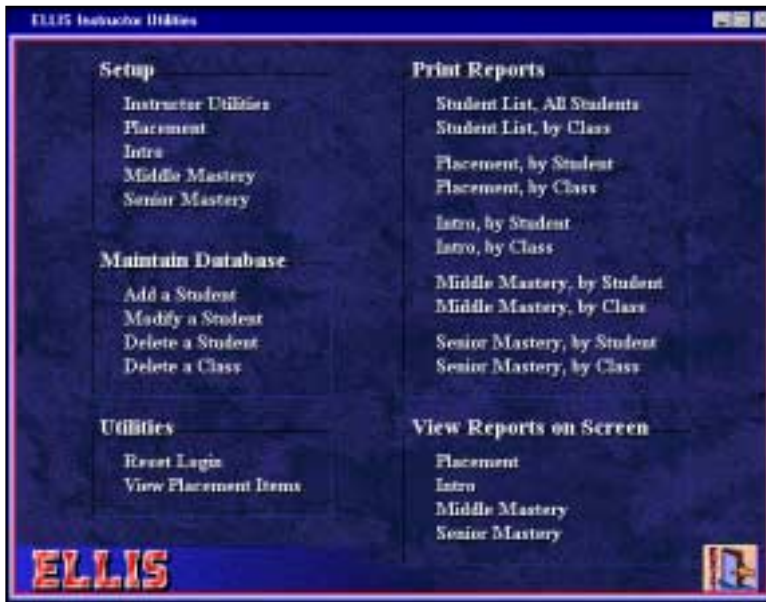 ELLIS Instructor Utilities
Setup
Instructor Utilities
Placement
Intro
Middle Mastery
Senior Mastery
Maintain Database
Add a Student
Modify a Student
Delete a Student
Delete a Class
Utilities
Reset Login
View Placement Items
Print Reports
Student List, All Students
Student List, by Class
Placement, by Student
Placement, by Class
Intro, by Student
Intro, by Class
Middle Mastery, by Student
Middle Mastery, by Class
Senior Mastery, by Student
Senior Mastery, by Class
View Reports on Screen
Placement
Intro
Middle Mastery
Senior Mastery
ELLIS